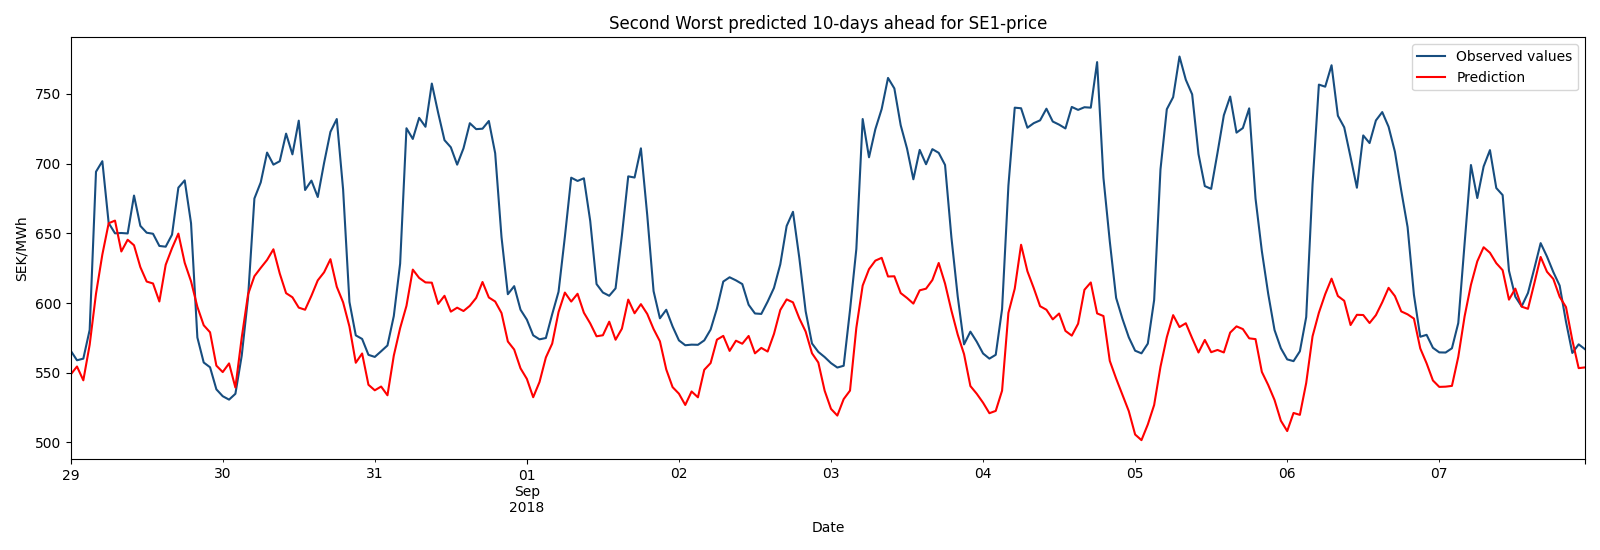 Second Worst predicted 10-days ahead for SE1-price
Observed values
Prediction
SEK/MWh
750
700
650
600
550
500
29
30
31
01
Sep
2018
02
03
04
05
06
07
Date